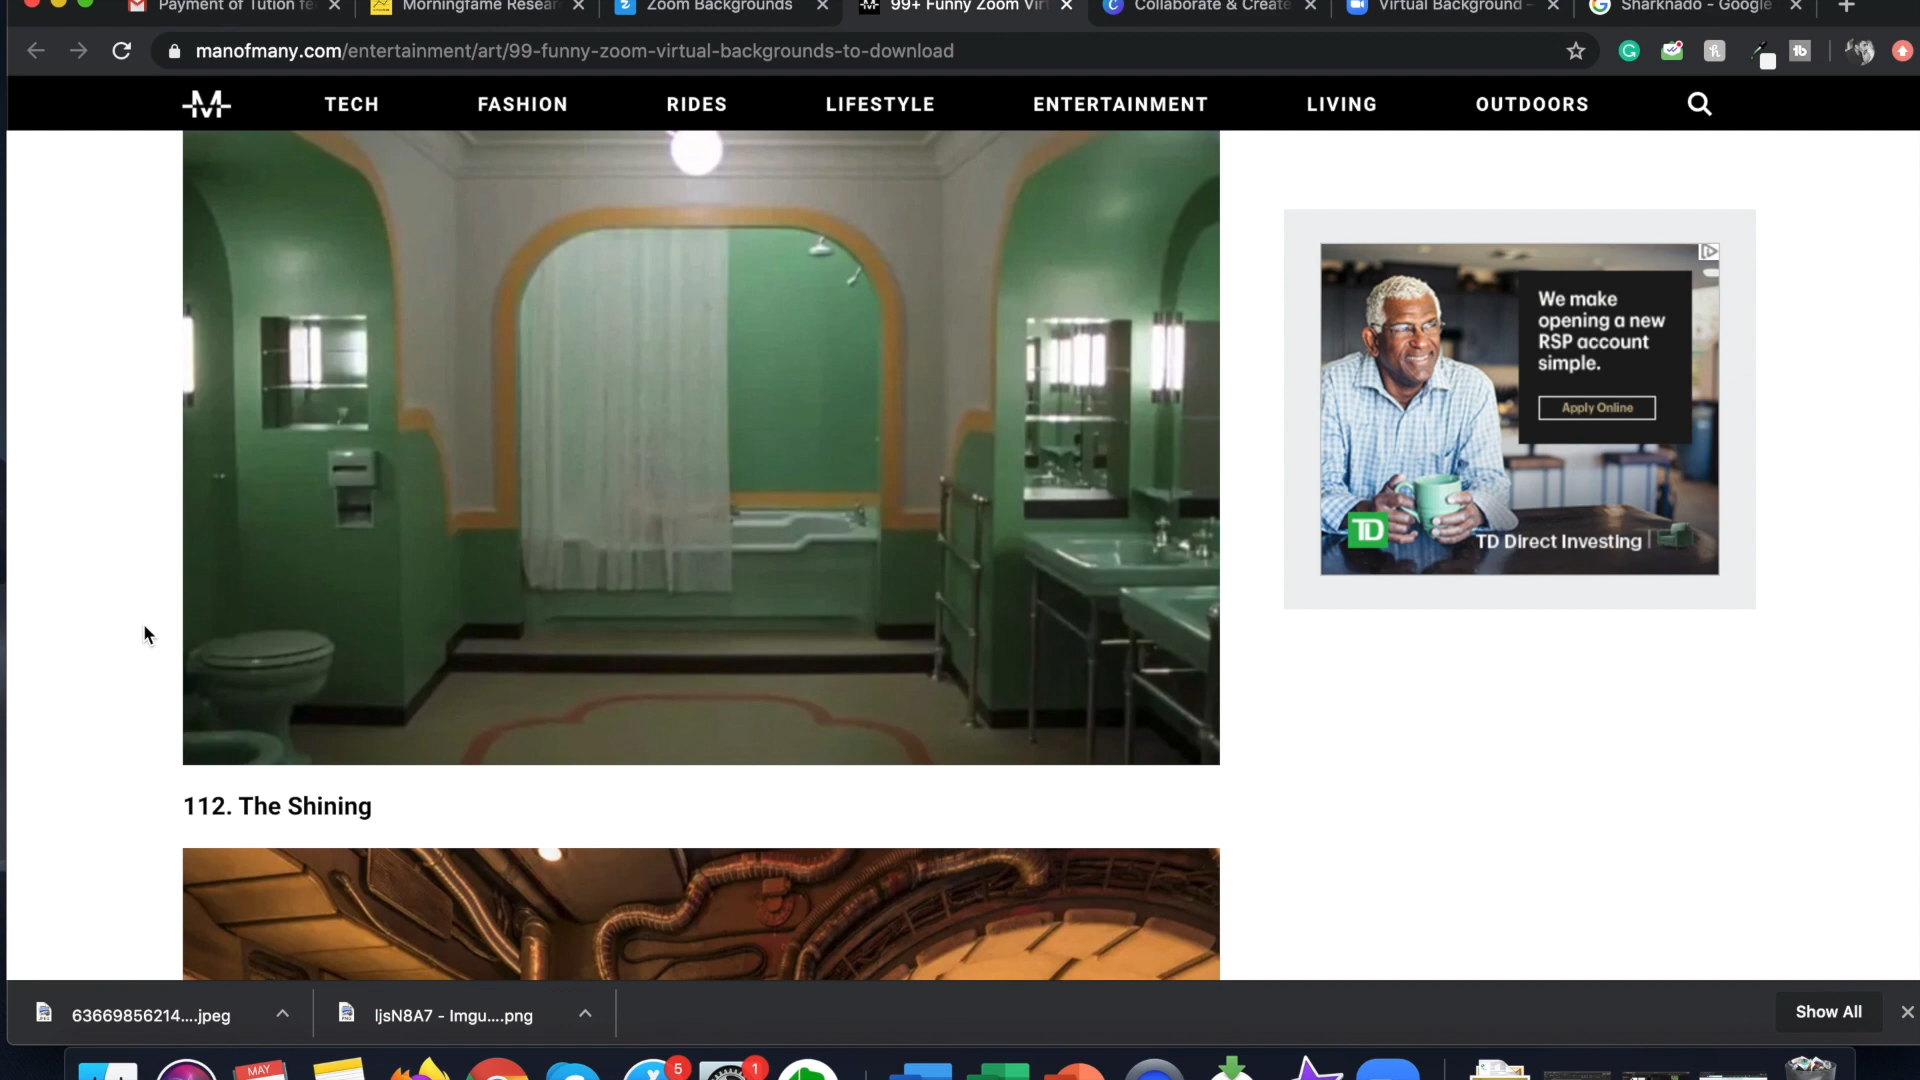 Payment of Tution fe
Morningfame Resear
Zoom Backgrounds
99+ Funny Zoom Virt
Collaborate & Create
Virtual Background -
Sharknado - Google
manofmany.com/entertainment/art/99-funny-zoom-virtual-backgrounds-to-download
M
TECH
FASHION
RIDES
LIFESTYLE
ENTERTAINMENT
LIVING
OUTDOORS
We make
opening a new
RSP account
simple.
Apply Online
TD
TD Direct Investing
112. The Shining
63669856214....jpeg
ljsN8A7 - Imgu....png
Show All
MAY
5
1